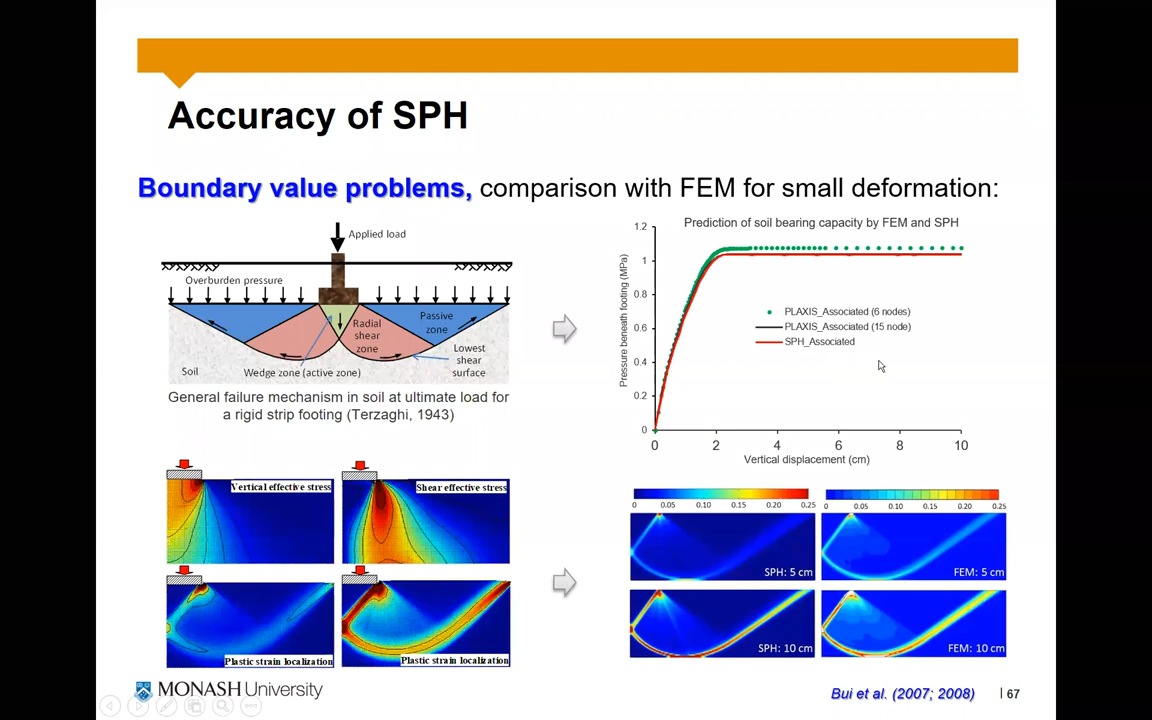 Accuracy of SPH
Boundary value problems, comparison with FEM for small deformation:
Applied load
Overburden pressure
Passive
zone
Radial
shear
zone
Lowest
shear
surface
Soil
Wedge zone (active zone)
General failure mechanism in soil at ultimate load for
a rigid strip footing (Terzaghi, 1943)
Prediction of soil bearing capacity by FEM and SPH
Pressure beneath footing (MPa)
1.2
1
0.8
0.6
0.4
0.2
0
PLAXIS_Associated (6 nodes)
PLAXIS_Associated (15 node)
SPH_Associated
0 2 4 6 8 10
Vertical displacement (cm)
Vertical effective stress
Shear effective stress
Plastic strain localization
Plastic strain localization
0 0.05 0.10 0.15 0.20 0.25
0 0.05 0.10 0.15 0.20 0.25
SPH: 5 cm
FEM: 5 cm
SPH: 10 cm
FEM: 10 cm
MONASH University
Bui et al. (2007; 2008)
67